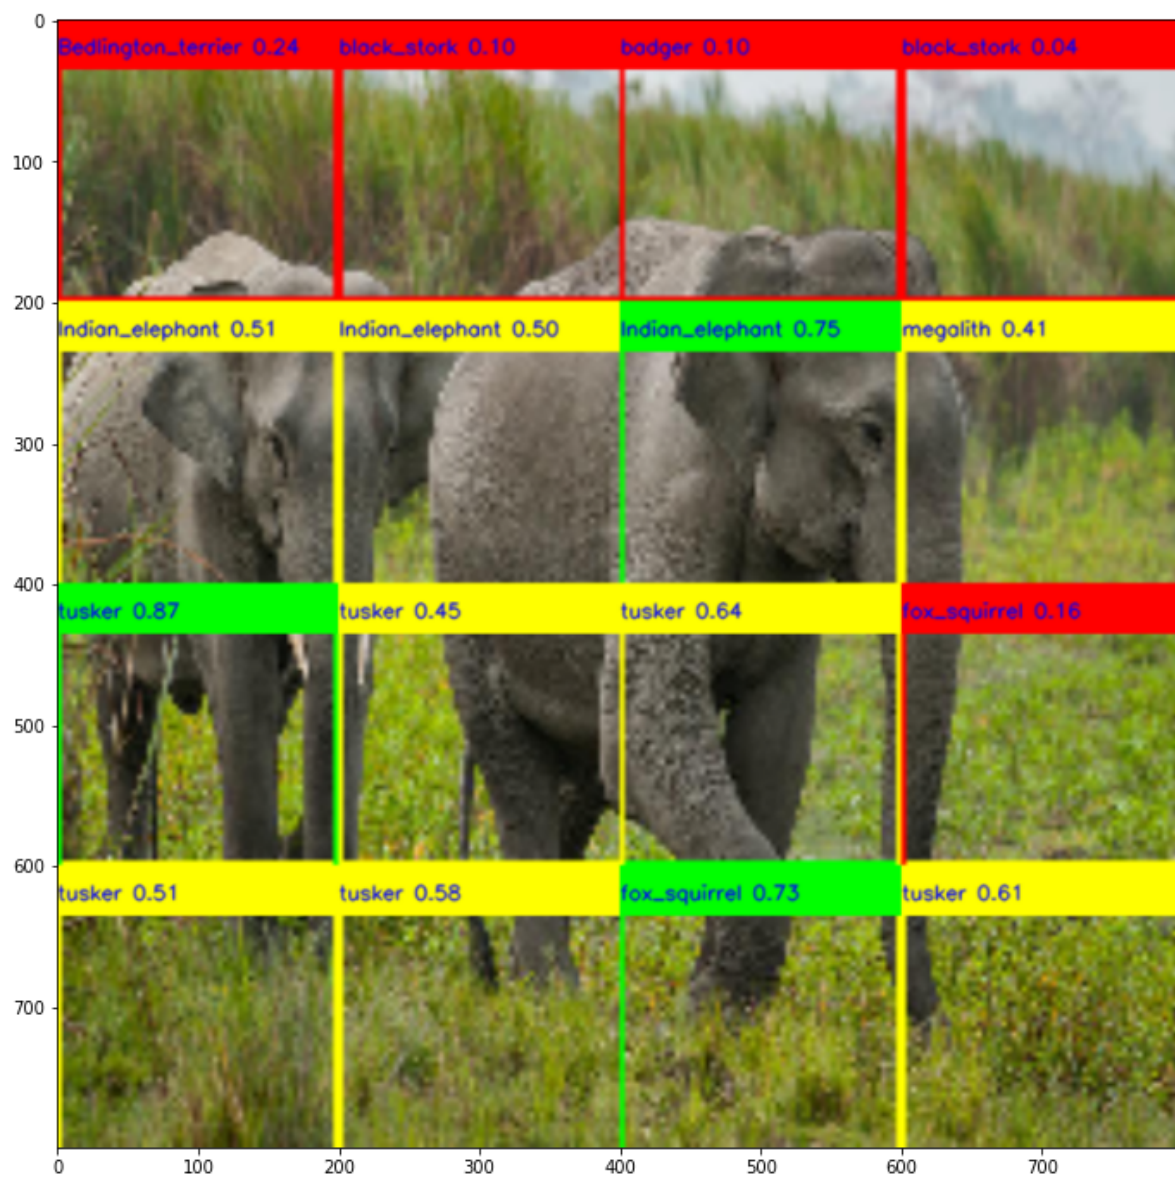 0
Bedlington_terrier 0.24 black_stork 0.10 badger 0.10 black_stork 0.04
100
200
Indian_elephant 0.51 Indian_elephant 0.50 Indian_elephant 0.75 megalith 0.41
300
400
tusker 0.87 tusker 0.45 tusker 0.64 fox_squirrel 0.16
500
600
tusker 0.51 tusker 0.58 fox_squirrel 0.73 tusker 0.61
700
0 100 200 300 400 500 600 700